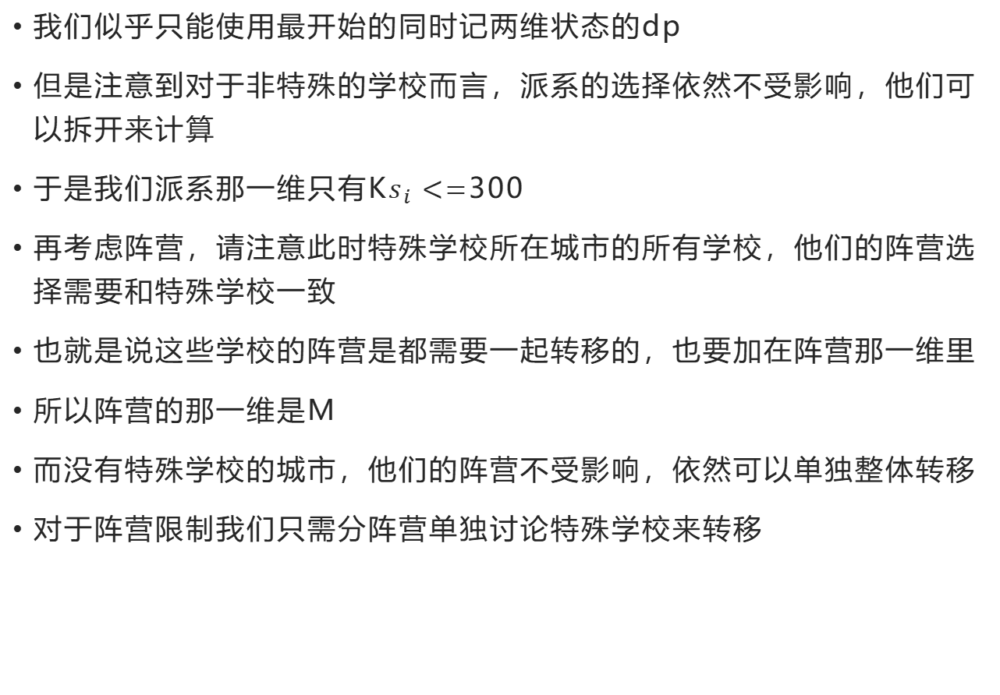 • 我们似乎只能使用最开始的同时记两维状态的dp
• 但是注意到对于非特殊的学校而言，派系的选择依然不受影响，他们可
以拆开来计算
• 于是我们派系那一维只有K$s_i$ <=300
• 再考虑阵营，请注意此时特殊学校所在城市的所有学校，他们的阵营选
择需要和特殊学校一致
• 也就是说这些学校的阵营是都需要一起转移的，也要加在阵营那一维里
• 所以阵营的那一维是M
• 而没有特殊学校的城市，他们的阵营不受影响，依然可以单独整体转移
• 对于阵营限制我们只需分阵营单独讨论特殊学校来转移